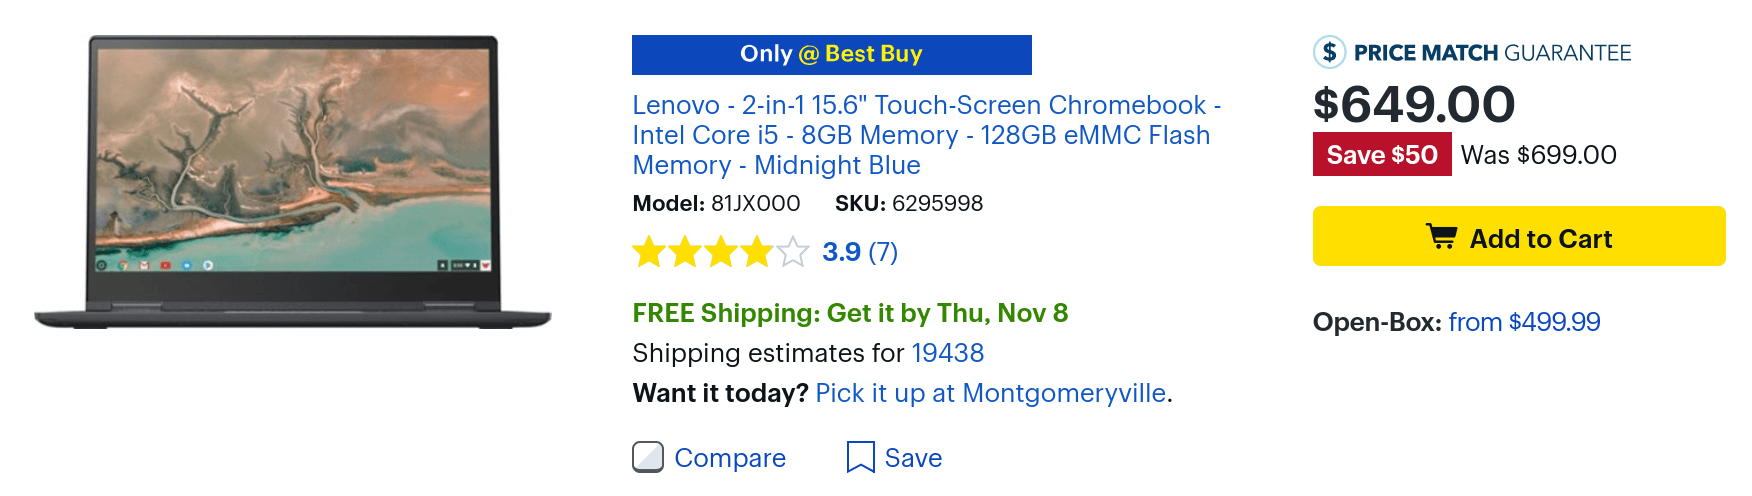 Only @ Best Buy
Lenovo - 2-in-1 15.6" Touch-Screen Chromebook -
Intel Core i5 - 8GB Memory - 128GB eMMC Flash
Memory - Midnight Blue
Model: 81JX000 SKU: 6295998
3.9 (7)
FREE Shipping: Get it by Thu, Nov 8
Shipping estimates for 19438
Want it today? Pick it up at Montgomeryville.
Compare Save
$ PRICE MATCH GUARANTEE
$649.00
Save $50 Was $699.00
Add to Cart
Open-Box: from $499.99